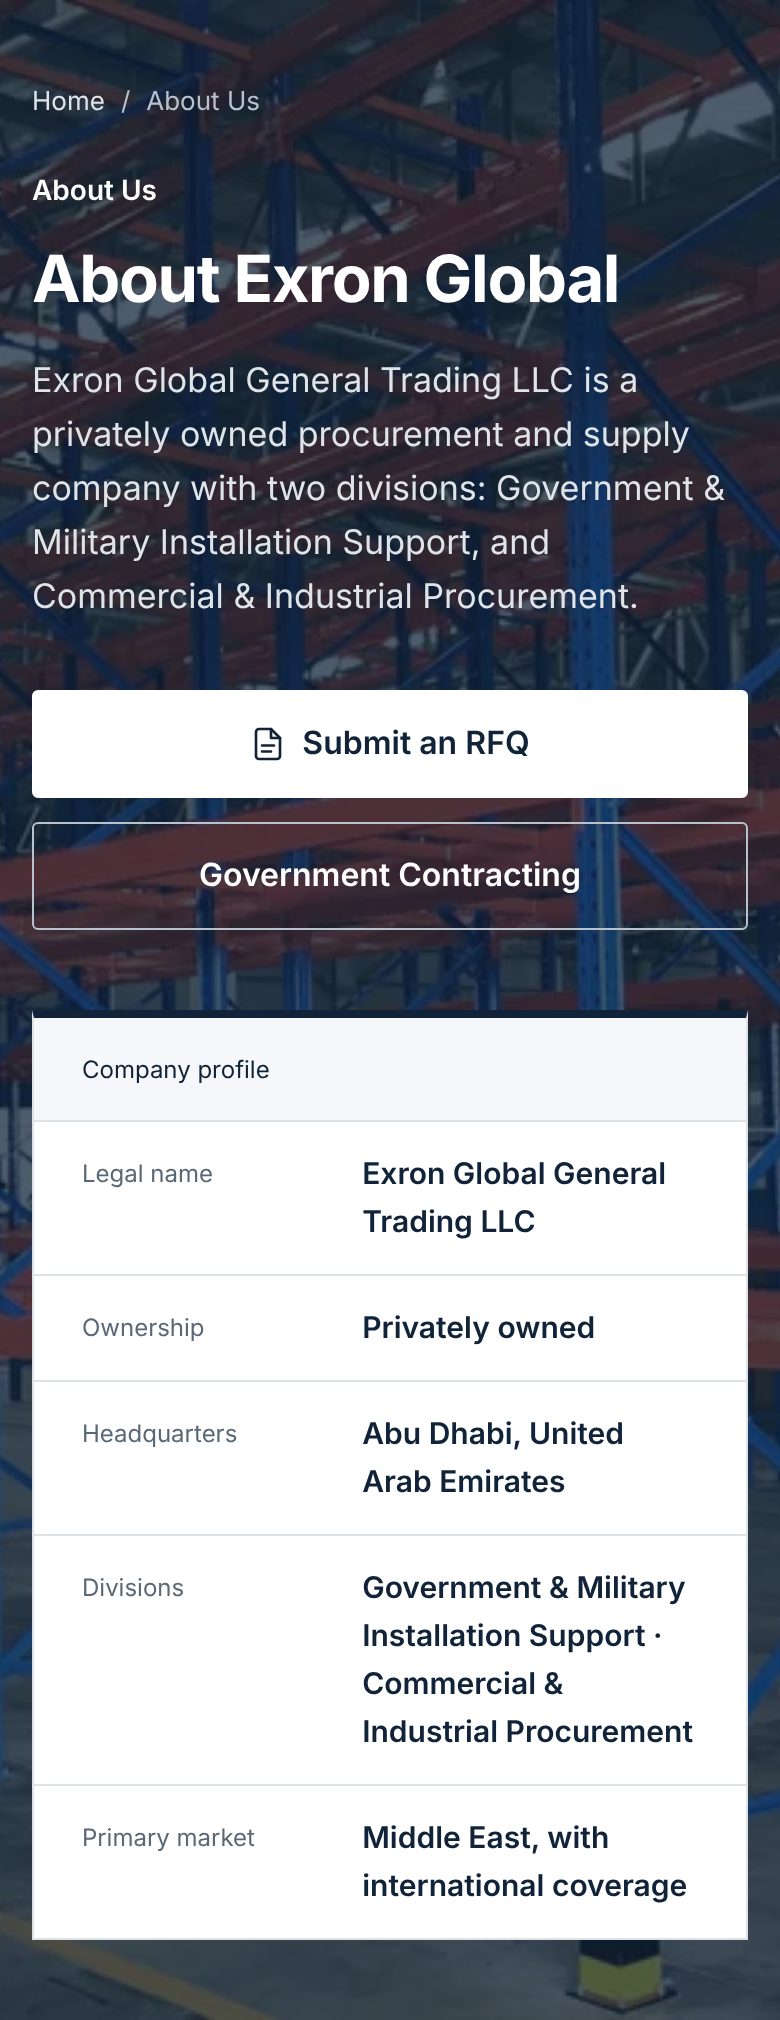 Home / About Us
About Us
About Exron Global
Exron Global General Trading LLC is a
privately owned procurement and supply
company with two divisions: Government &
Military Installation Support, and
Commercial & Industrial Procurement.
Submit an RFQ
Government Contracting
Company profile
Legal name
Exron Global General
Trading LLC
Ownership
Privately owned
Headquarters
Abu Dhabi, United
Arab Emirates
Divisions
Government & Military
Installation Support ·
Commercial &
Industrial Procurement
Primary market
Middle East, with
international coverage